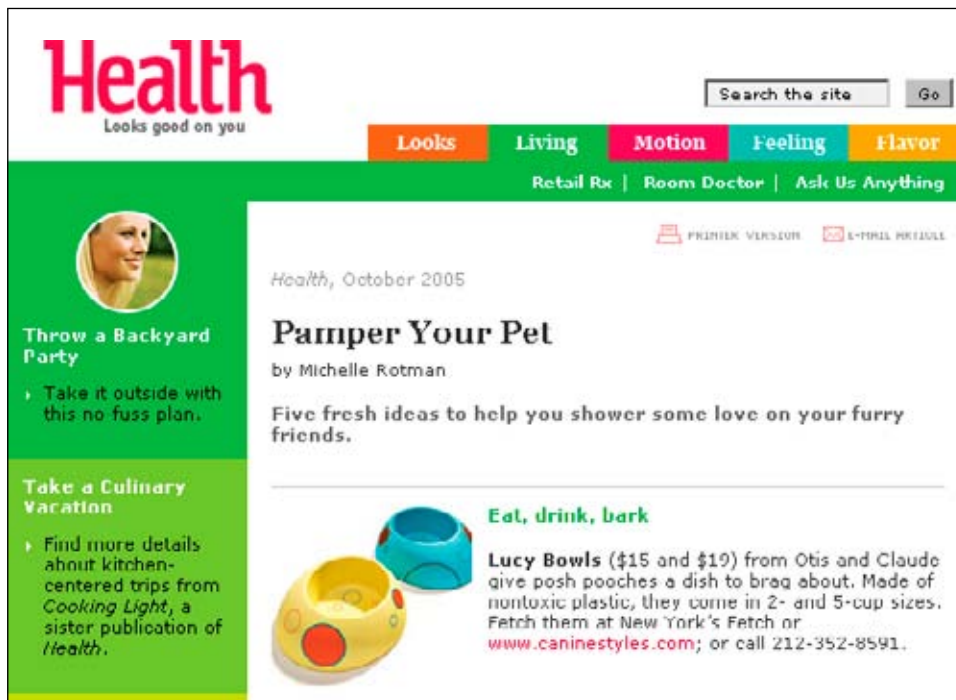 Health
Looks good on you
Search the site
Go
Looks
Living
Motion
Feeling
Flavor
Retail Rx | Room Doctor | Ask Us Anything
PRINTER VERSION
E-MAIL ARTICLE
Throw a Backyard
Party
Take it outside with
this no fuss plan.
Take a Culinary
Vacation
Find more details
about kitchen-
centered trips from
Cooking Light, a
sister publication of
Health.
Health, October 2005
Pamper Your Pet
by Michelle Rotman
Five fresh ideas to help you shower some love on your furry
friends.
Eat, drink, bark
Lucy Bowls ($15 and $19) from Otis and Claude
give posh pooches a dish to brag about. Made of
nontoxic plastic, they come in 2- and 5-cup sizes.
Fetch them at New York's Fetch or
www.caninestyles.com; or call 212-352-8591.